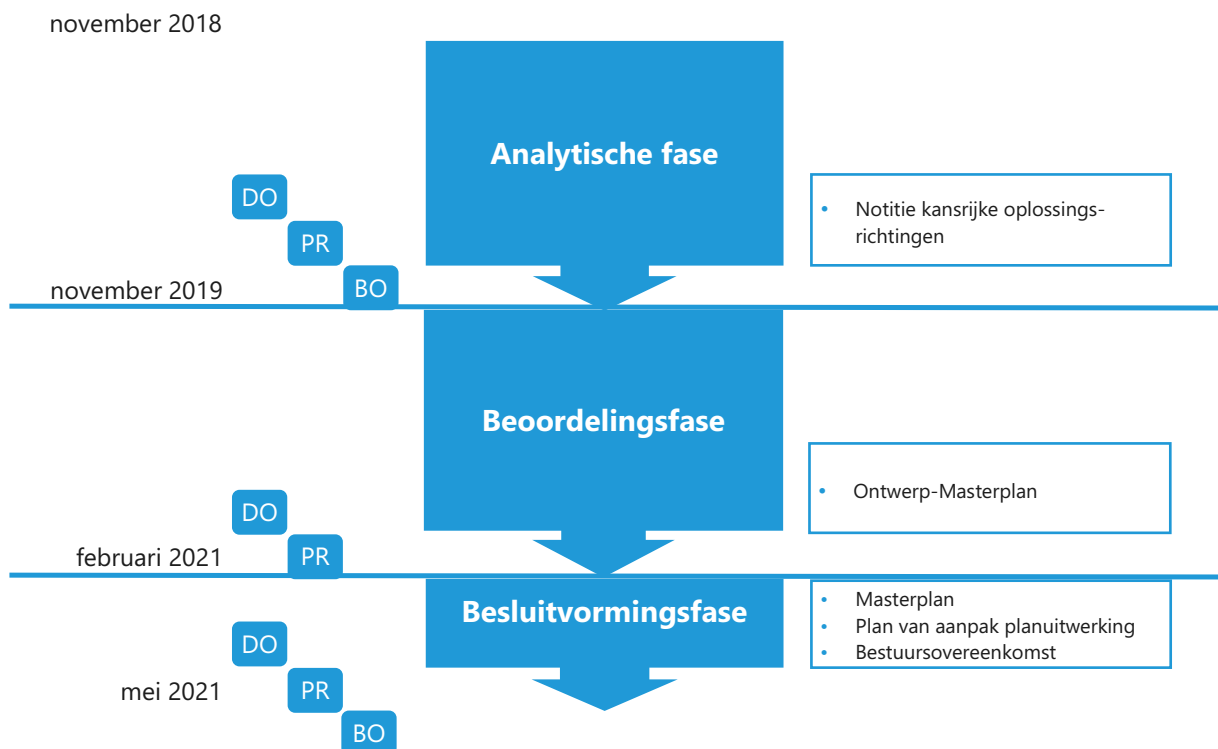 november 2018
Analytische fase
DO
• Notitie kansrijke oplossings-
richtingen
PR
BO
november 2019
Beoordelingsfase
• Ontwerp-Masterplan
DO
PR
februari 2021
Besluitvormingsfase
• Masterplan
• Plan van aanpak planuitwerking
• Bestuursovereenkomst
DO
PR
mei 2021
BO